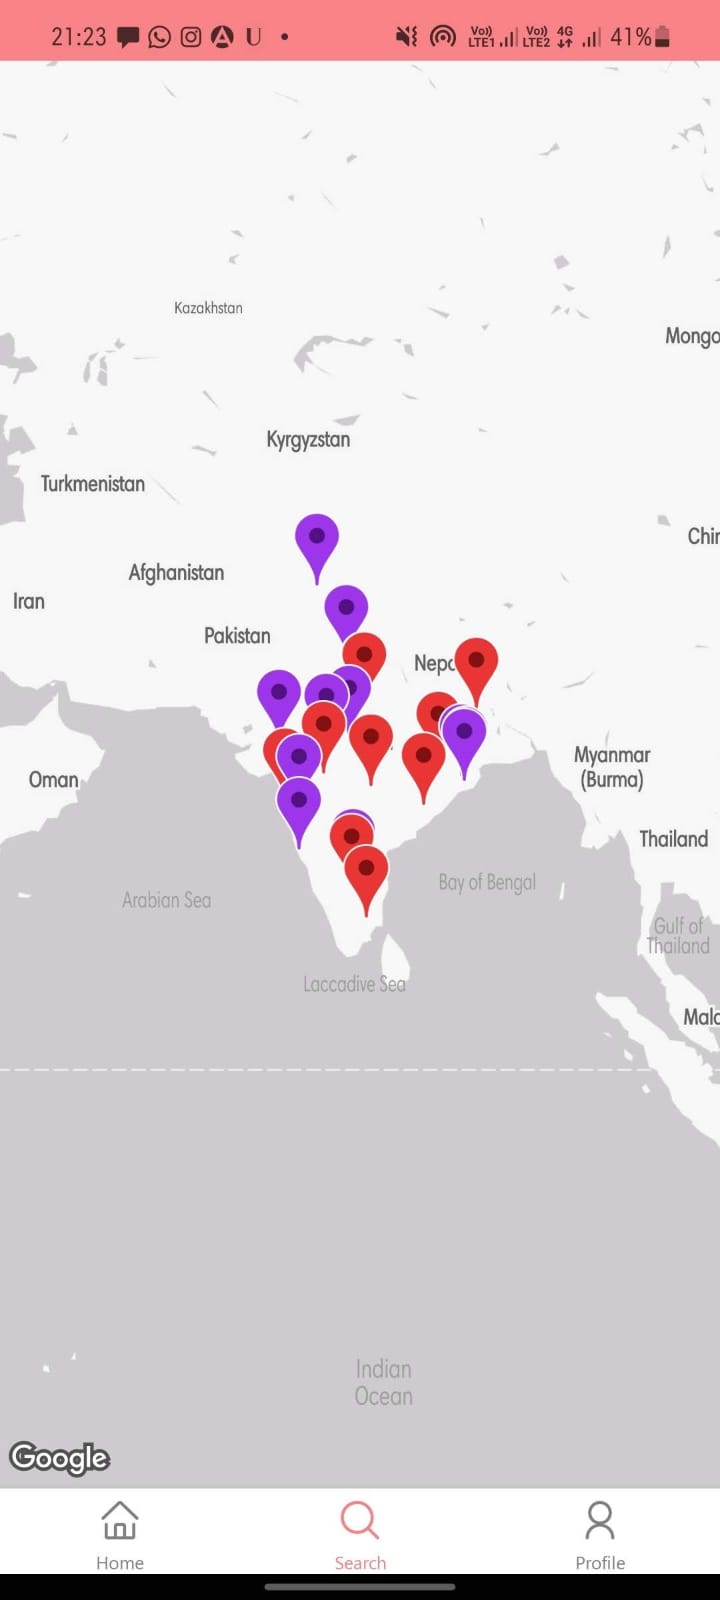 21:23 U • Vo)) LTE1 Vo)) LTE2 4G 41%
Kazakhstan
Mongo
Kyrgyzstan
Turkmenistan
Chin
Afghanistan
Iran
Pakistan
Nepa
Myanmar
(Burma)
Oman
Thailand
Bay of Bengal
Arabian Sea
Gulf of
Thailand
Laccadive Sea
Mala
Indian
Ocean
Google
Home
Search
Profile